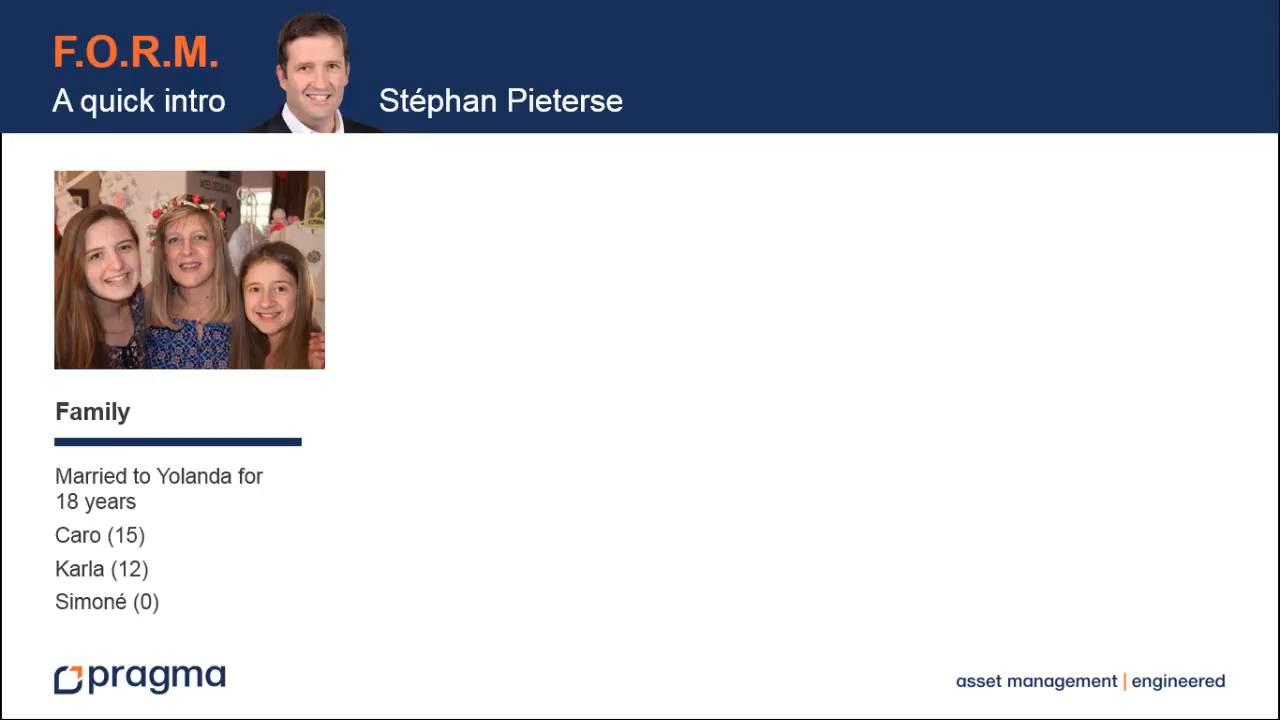 F.O.R.M.
A quick intro
Stéphan Pieterse
Family
Married to Yolanda for
18 years
Caro (15)
Karla (12)
Simoné (0)
pragma
asset management | engineered